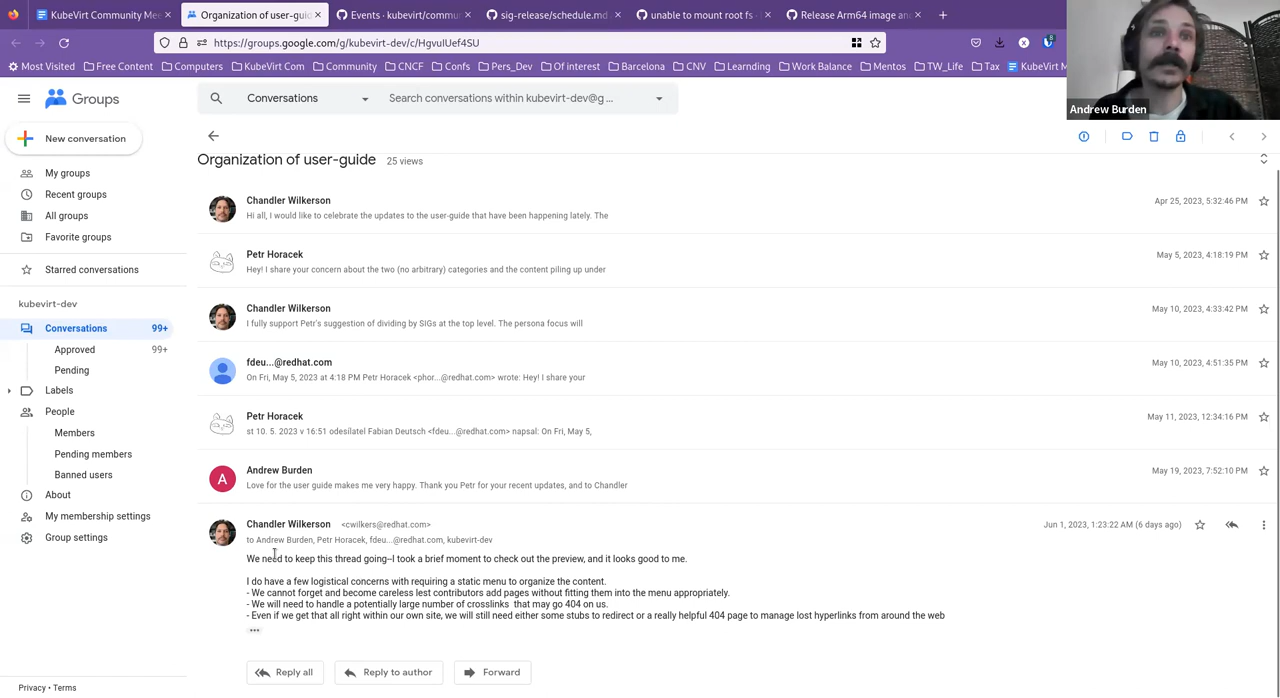 KubeVirt Community Me
Organization of user-guid
Events · kubevirt/commu
sig-release/schedule.md
unable to mount root fs
Release Arm64 image an
https://groups.google.com/g/kubevirt-dev/c/HgvuIUef4SU
Most Visited
Free Content
Computers
KubeVirt Com
Community
CNCF
Confs
Pers_Dev
Of interest
Barcelona
CNV
Learnding
Work Balance
Mentos
TW_Life
Tax
KubeVirt M
8
Andrew Burden
Groups
Conversations
Search conversations within kubevirt-dev@g ...
New conversation
My groups
Recent groups
All groups
Favorite groups
Starred conversations
kubevirt-dev
Conversations 99+
Approved 99+
Pending
Labels
People
Members
Pending members
Banned users
About
My membership settings
Group settings
Privacy • Terms
Organization of user-guide 25 views
Chandler Wilkerson Apr 25, 2023, 5:32:46 PM
Hi all, I would like to celebrate the updates to the user-guide that have been happening lately. The
Petr Horacek May 5, 2023, 4:18:19 PM
Hey! I share your concern about the two (no arbitrary) categories and the content piling up under
Chandler Wilkerson May 10, 2023, 4:33:42 PM
I fully support Petr's suggestion of dividing by SIGs at the top level. The persona focus will
fdeu...@redhat.com May 10, 2023, 4:51:35 PM
On Fri, May 5, 2023 at 4:18 PM Petr Horacek <phor...@redhat.com> wrote: Hey! I share your
Petr Horacek May 11, 2023, 12:34:16 PM
st 10. 5. 2023 v 16:51 odesílatel Fabian Deutsch <fdeu...@redhat.com> napsal: On Fri, May 5,
A
Andrew Burden May 19, 2023, 7:52:10 PM
Love for the user guide makes me very happy. Thank you Petr for your recent updates, and to Chandler
Chandler Wilkerson <cwilkers@redhat.com> Jun 1, 2023, 1:23:22 AM (6 days ago)
to Andrew Burden, Petr Horacek, fdeu...@redhat.com, kubevirt-dev
We need to keep this thread going--I took a brief moment to check out the preview, and it looks good to me.
I do have a few logistical concerns with requiring a static menu to organize the content.
- We cannot forget and become careless lest contributors add pages without fitting them into the menu appropriately.
- We will need to handle a potentially large number of crosslinks that may go 404 on us.
- Even if we get that all right within our own site, we will still need either some stubs to redirect or a really helpful 404 page to manage lost hyperlinks from around the web
Reply all
Reply to author
Forward